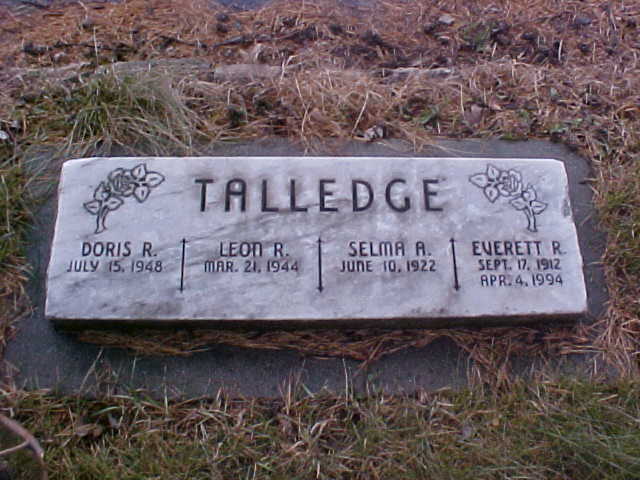 TALLEDGE
DORIS R. LEON R. SELMA A. EVERETT R.
JULY 15, 1948 MAR. 21, 1944 JUNE 10, 1922 SEPT. 17, 1912
APR. 4, 1994